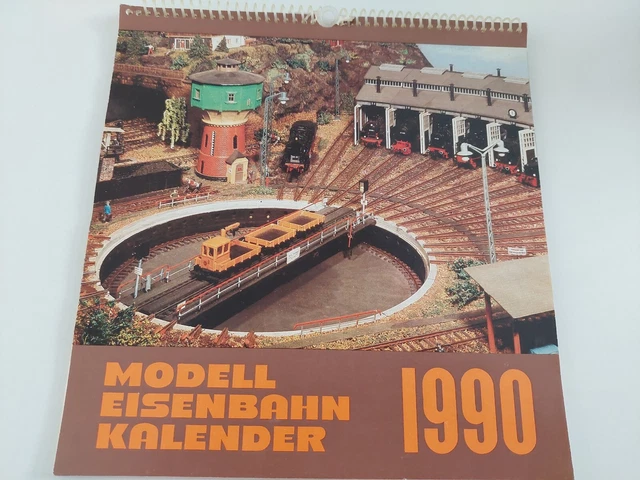 MODELL
EISENBAHN
KALENDER
1990